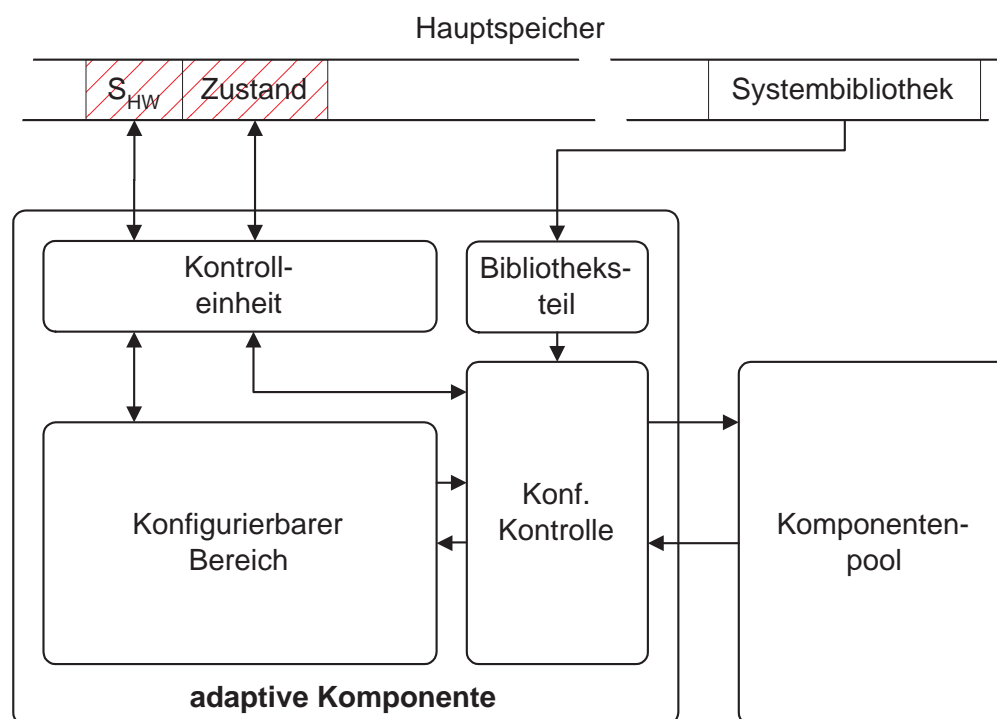 Hauptspeicher
S_HW Zustand Systembibliothek
Kontroll-
einheit
Bibliotheks-
teil
Konf.
Kontrolle
Konfigurierbarer
Bereich
Komponenten-
pool
adaptive Komponente